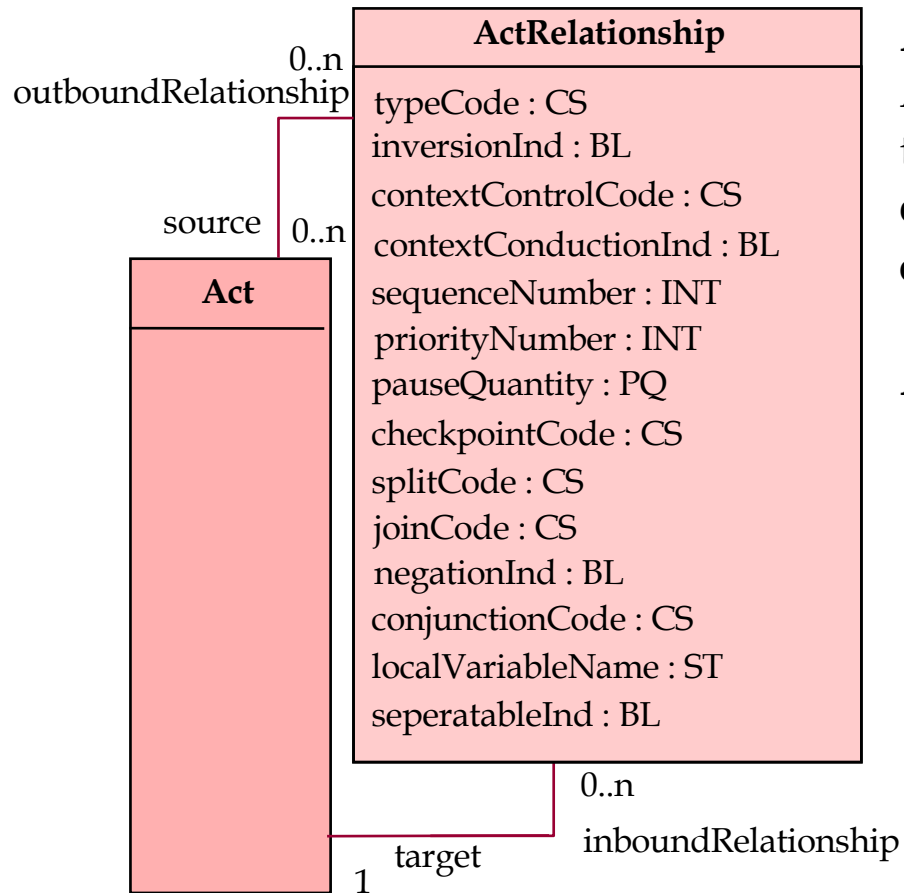 ActRelationship
0..n
outboundRelationship
typeCode : CS
inversionInd : BL
contextControlCode : CS
source 0..n
contextConductionInd : BL
Act
sequenceNumber : INT
priorityNumber : INT
pauseQuantity : PQ
checkpointCode : CS
splitCode : CS
joinCode : CS
negationInd : BL
conjunctionCode : CS
localVariableName : ST
seperatableInd : BL
0..n
inboundRelationship
target
1